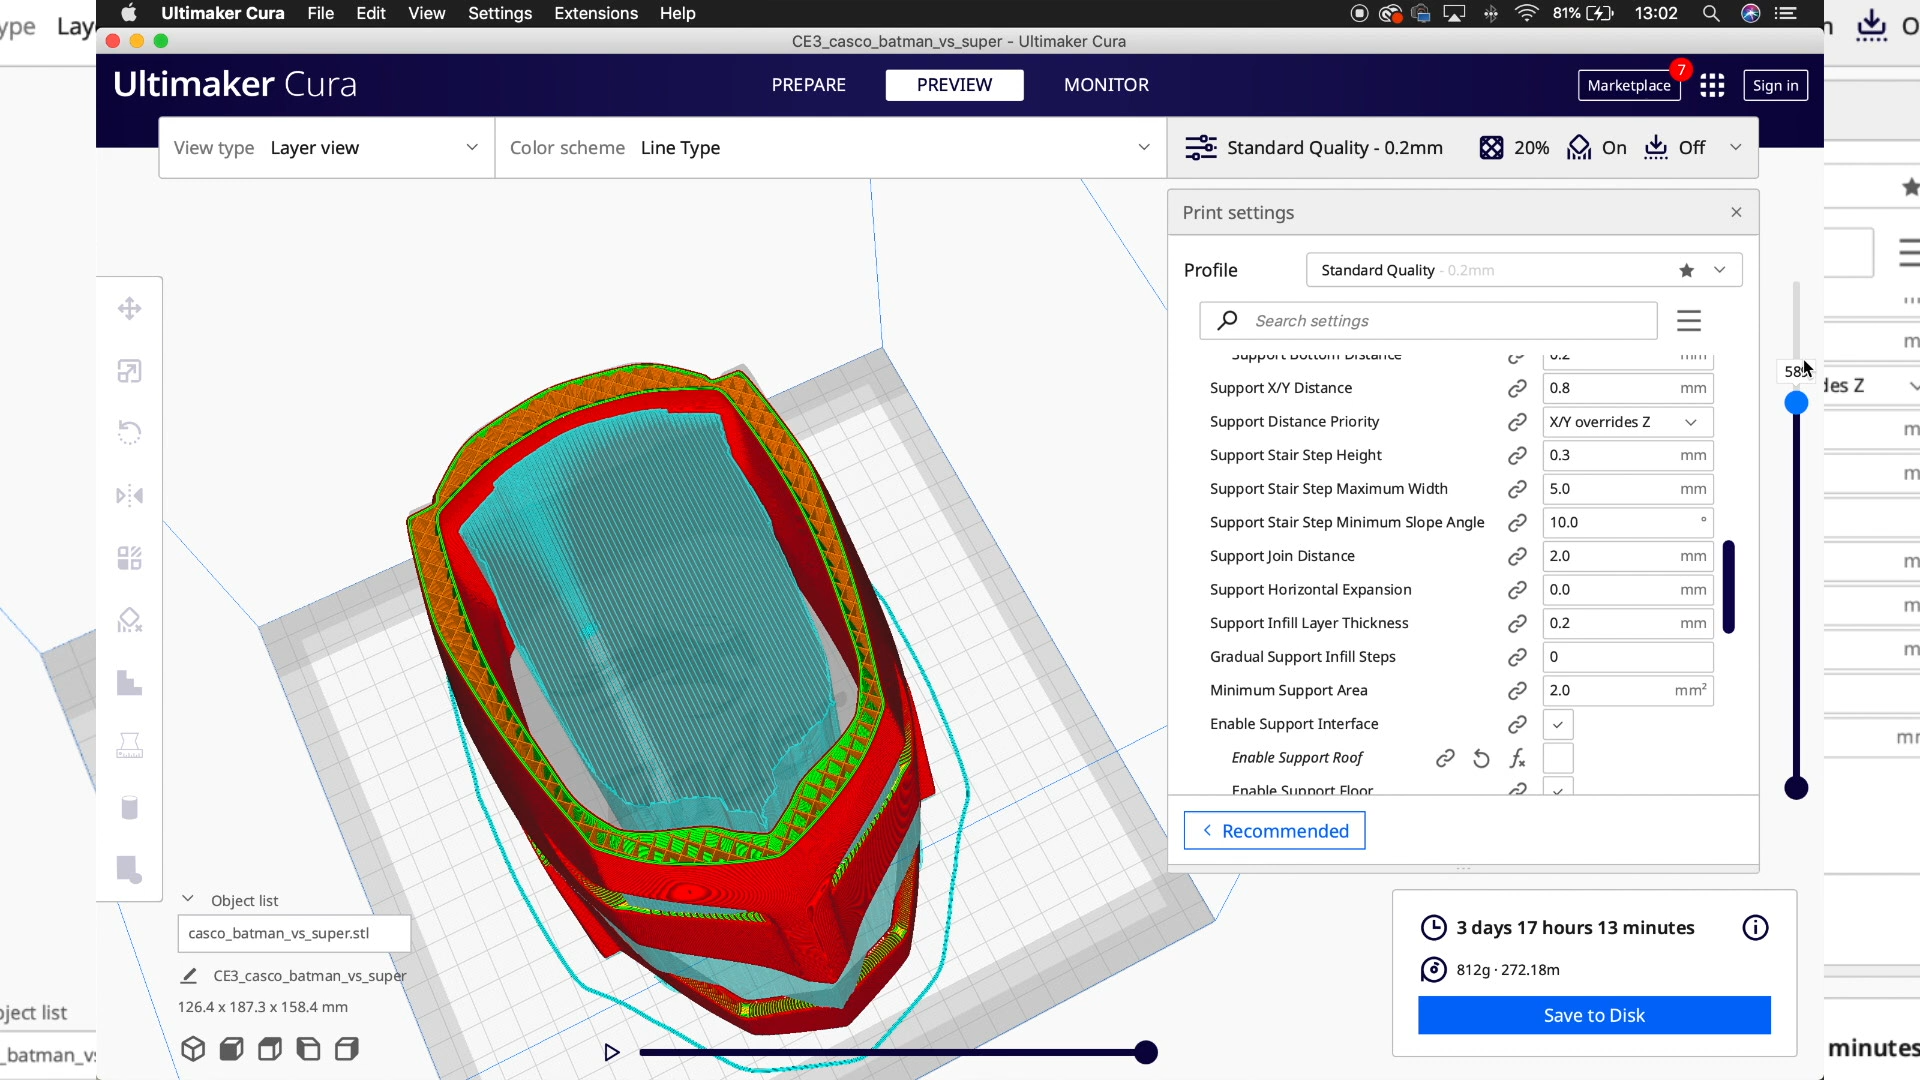 Ultimaker Cura File Edit View Settings Extensions Help 81% 13:02
CE3_casco_batman_vs_super - Ultimaker Cura
Ultimaker Cura PREPARE PREVIEW MONITOR Marketplace 7 Sign in
View type Layer view Color scheme Line Type Standard Quality - 0.2mm 20% On Off
Print settings
Profile Standard Quality - 0.2mm
Search settings
Support Bottom Distance 0.2 mm
Support X/Y Distance 0.8 mm
Support Distance Priority X/Y overrides Z
Support Stair Step Height 0.3 mm
Support Stair Step Maximum Width 5.0 mm
Support Stair Step Minimum Slope Angle 10.0 °
Support Join Distance 2.0 mm
Support Horizontal Expansion 0.0 mm
Support Infill Layer Thickness 0.2 mm
Gradual Support Infill Steps 0
Minimum Support Area 2.0 mm²
Enable Support Interface
Enable Support Roof
Enable Support Floor
Recommended
Object list
casco_batman_vs_super.stl
CE3_casco_batman_vs_super
126.4 x 187.3 x 158.4 mm
3 days 17 hours 13 minutes
812g · 272.18m
Save to Disk
minutes